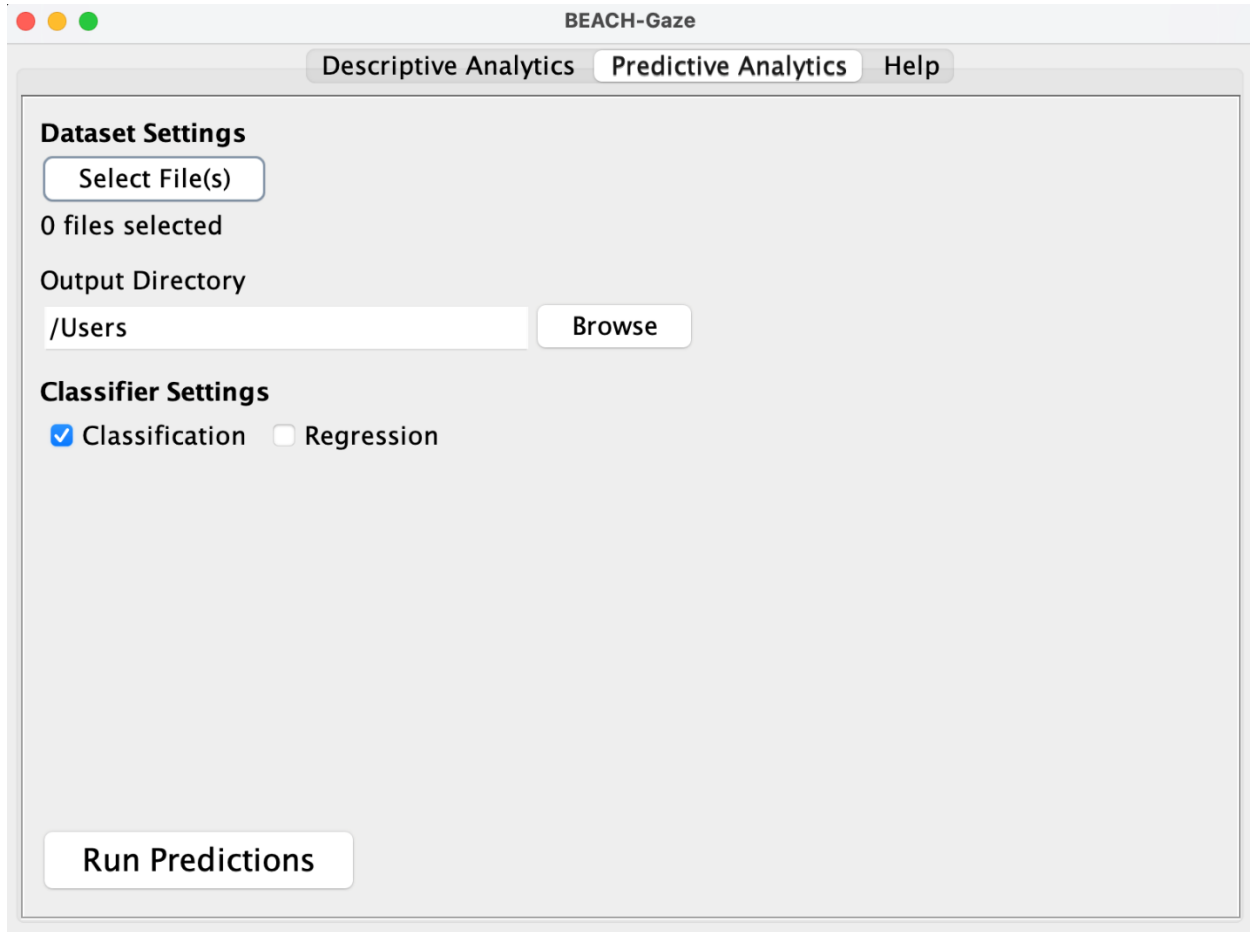 BEACH-Gaze
Descriptive Analytics Predictive Analytics Help
Dataset Settings
Select File(s)
0 files selected
Output Directory
/Users Browse
Classifier Settings
Classification Regression
Run Predictions